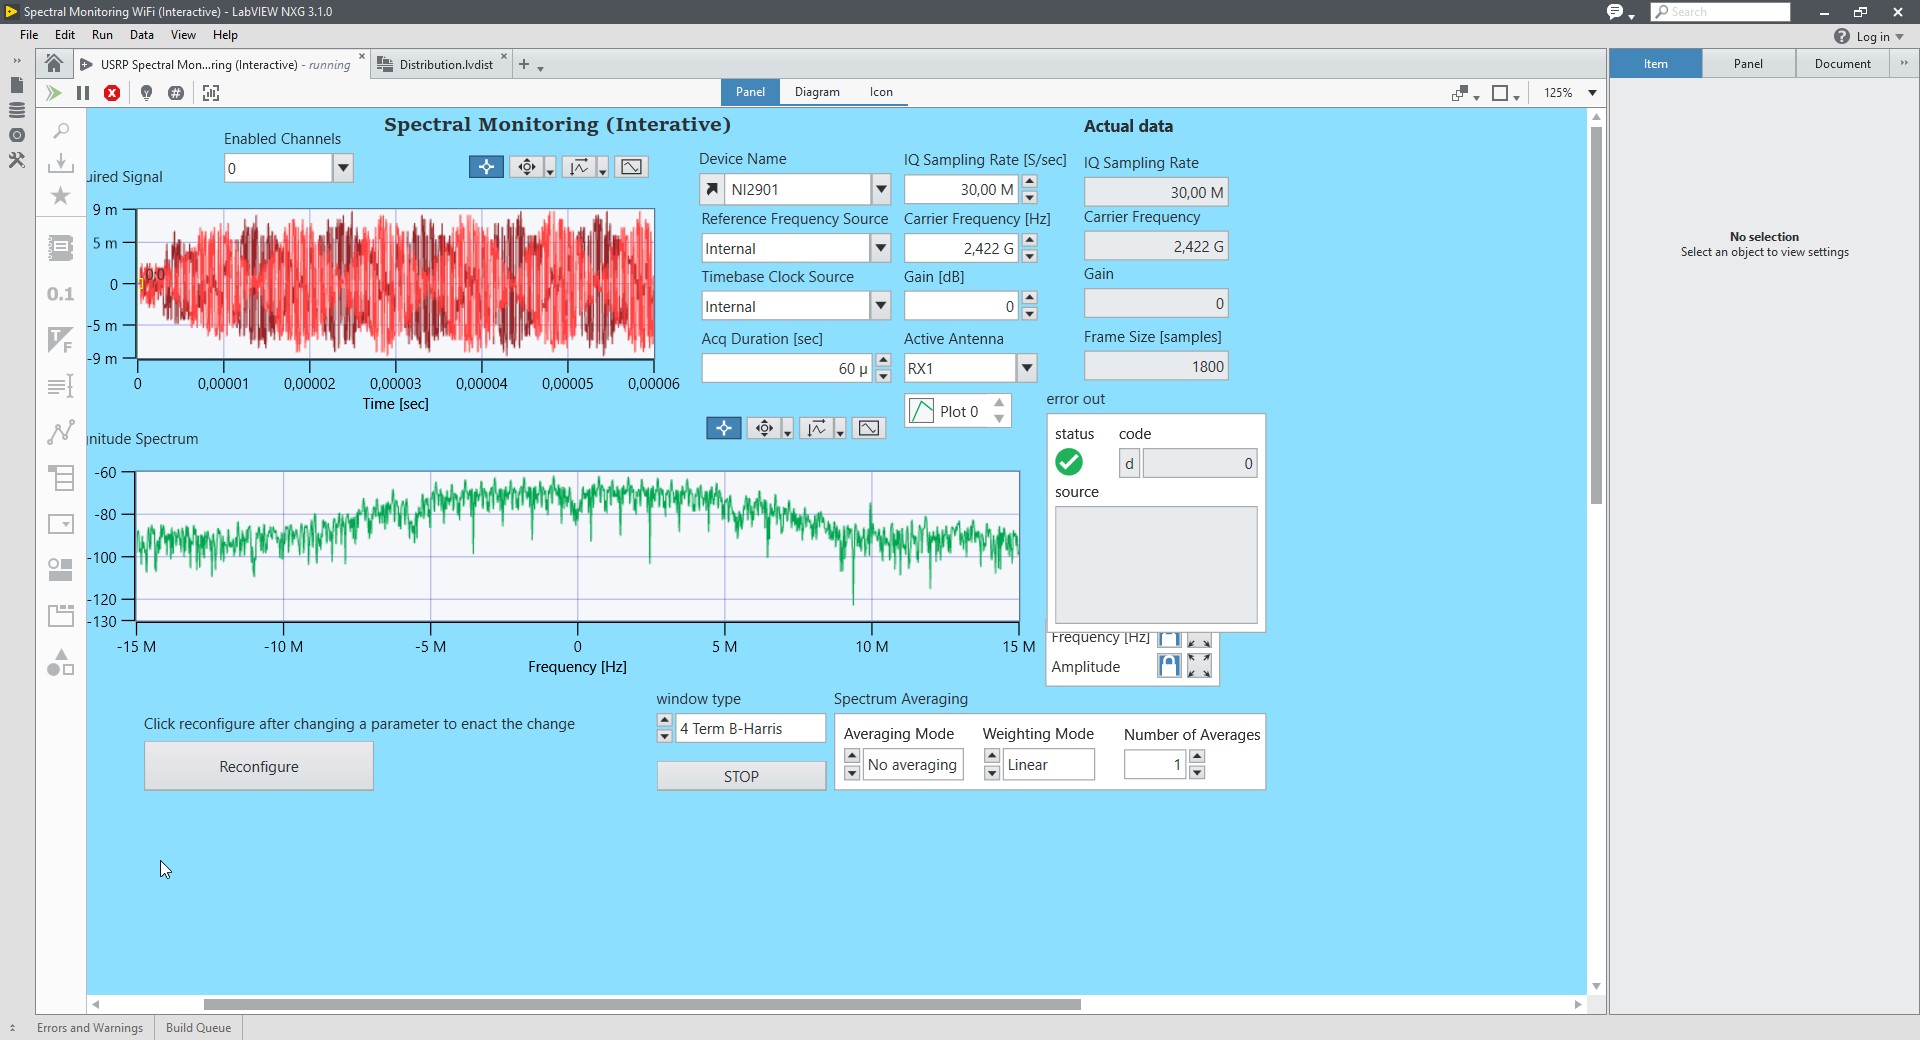 Spectral Monitoring WiFi (Interactive) - LabVIEW NXG 3.1.0
Search
File Edit Run Data View Help
Log in
USRP Spectral Mon...ring (Interactive) - running
Distribution.lvdist
Item Panel Document
Panel Diagram Icon
125%
Spectral Monitoring (Interative)
Actual data
Enabled Channels
0
uired Signal
9 m
5 m
0
-5 m
-9 m
0;0
0 0,00001 0,00002 0,00003 0,00004 0,00005 0,00006
Time [sec]
Device Name
NI2901
IQ Sampling Rate [S/sec]
30,00 M
IQ Sampling Rate
30,00 M
Reference Frequency Source
Internal
Carrier Frequency [Hz]
2,422 G
Carrier Frequency
2,422 G
Timebase Clock Source
Internal
Gain [dB]
0
Gain
0
Acq Duration [sec]
60 µ
Active Antenna
RX1
Frame Size [samples]
1800
Plot 0
error out
status code
d 0
source
nitude Spectrum
-60
-80
-100
-120
-130
-15 M -10 M -5 M 0 5 M 10 M 15 M
Frequency [Hz]
Frequency [Hz]
Amplitude
Click reconfigure after changing a parameter to enact the change
Reconfigure
window type
4 Term B-Harris
STOP
Spectrum Averaging
Averaging Mode Weighting Mode Number of Averages
No averaging Linear 1
No selection
Select an object to view settings
0.1
T F
Errors and Warnings Build Queue